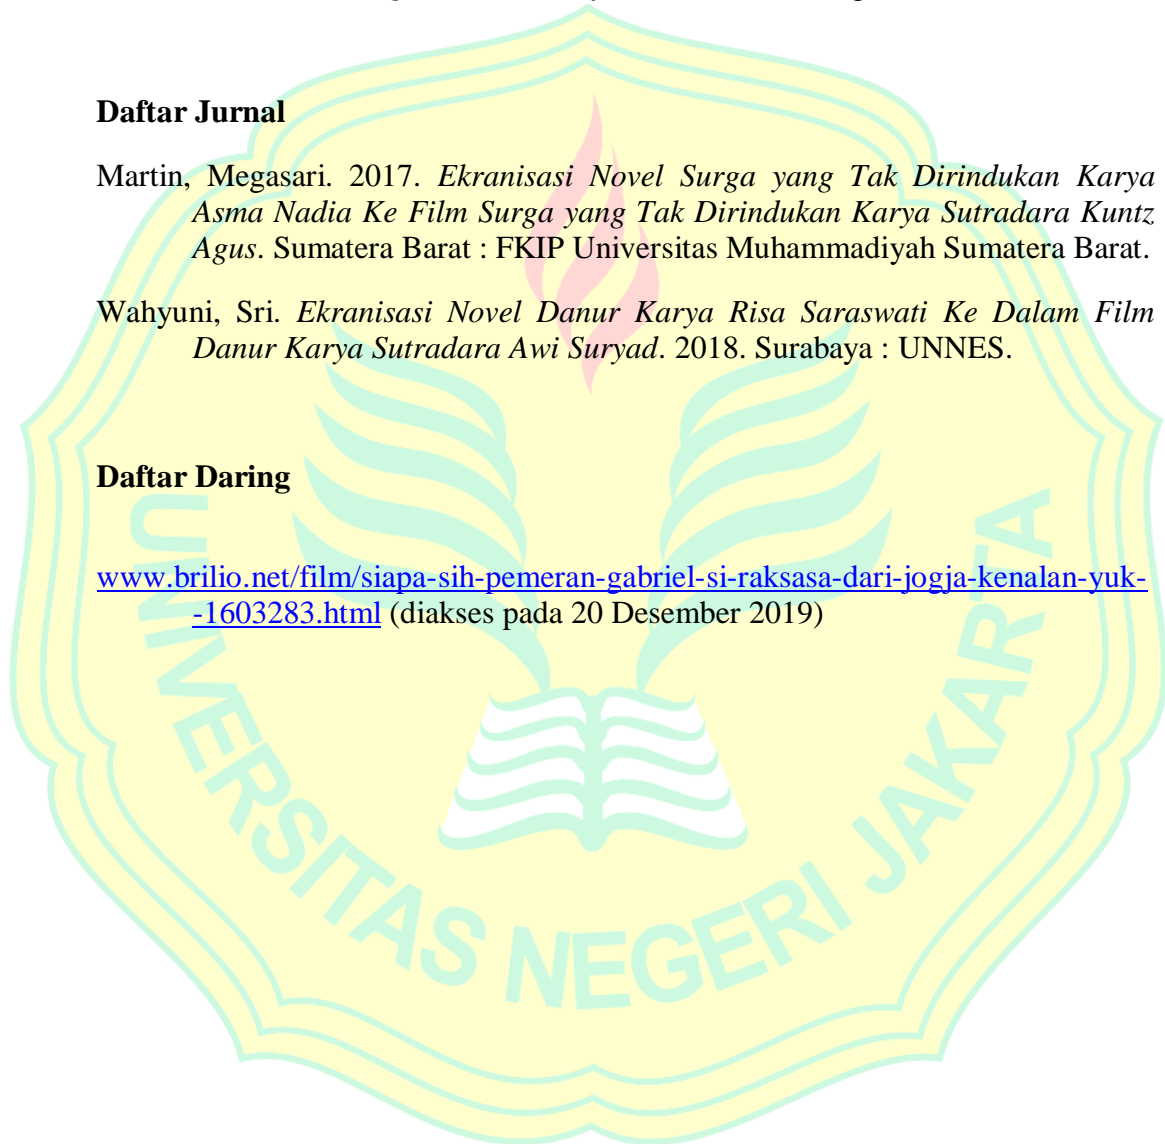 Daftar Jurnal
Martin, Megasari. 2017. Ekranisasi Novel Surga yang Tak Dirindukan Karya
Asma Nadia Ke Film Surga yang Tak Dirindukan Karya Sutradara Kuntz
Agus. Sumatera Barat : FKIP Universitas Muhammadiyah Sumatera Barat.
Wahyuni, Sri. Ekranisasi Novel Danur Karya Risa Saraswati Ke Dalam Film
Danur Karya Sutradara Awi Suryad. 2018. Surabaya : UNNES.
Daftar Daring
www.brilio.net/film/siapa-sih-pemeran-gabriel-si-raksasa-dari-jogja-kenalan-yuk-
-1603283.html (diakses pada 20 Desember 2019)
UNIVERSITAS NEGERI JAKARTA